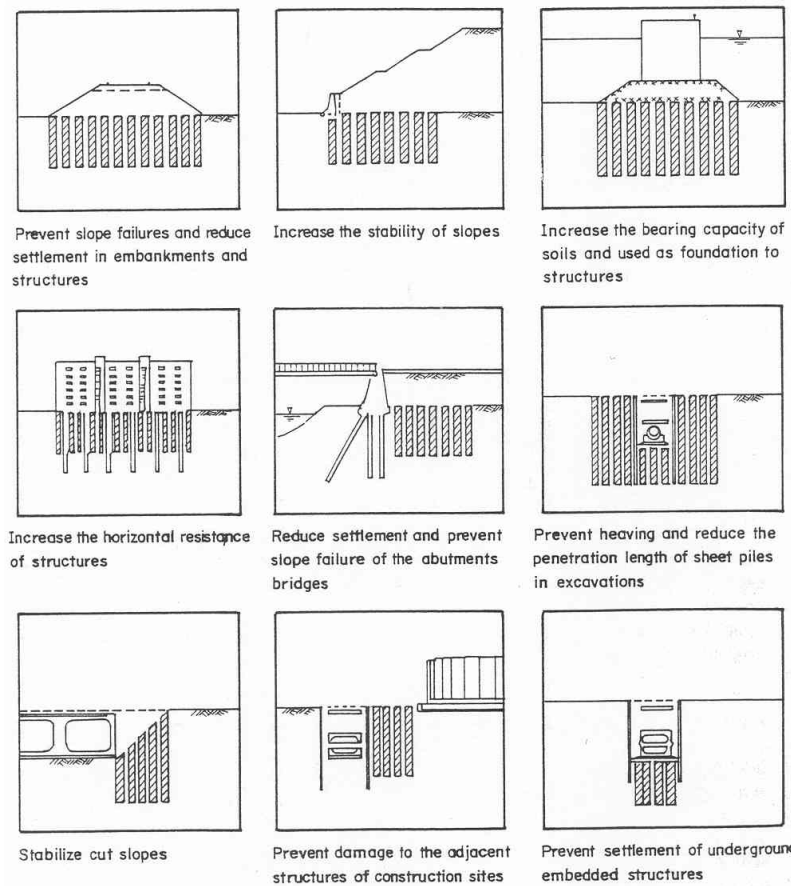 Prevent slope failures and reduce
settlement in embankments and
structures
Increase the stability of slopes
Increase the bearing capacity of
soils and used as foundation to
structures
Increase the horizontal resistance
of structures
Reduce settlement and prevent
slope failure of the abutments
bridges
Prevent heaving and reduce the
penetration length of sheet piles
in excavations
Stabilize cut slopes
Prevent damage to the adjacent
structures of construction sites
Prevent settlement of underground
embedded structures